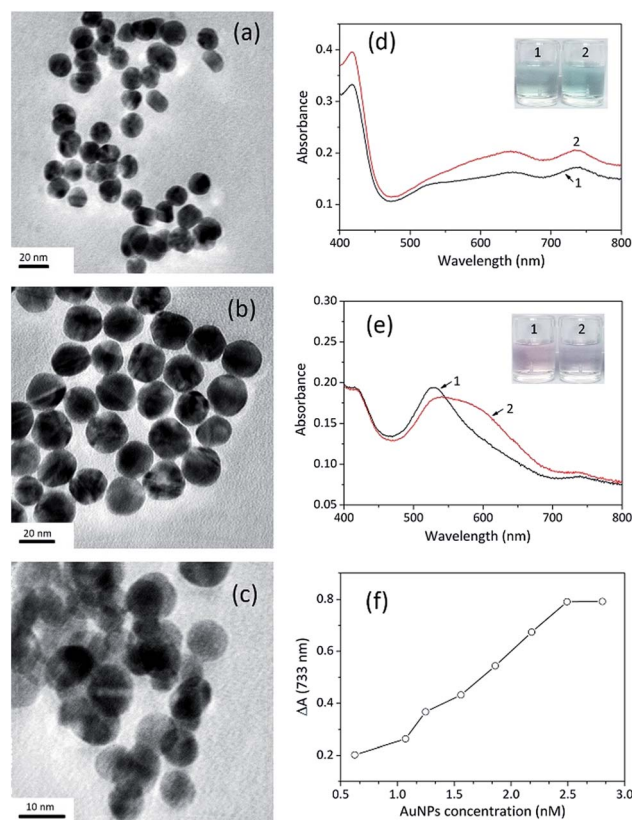 (a)
20 nm
(b)
20 nm
(c)
10 nm
(d)
1 2
0.4
0.3
0.2
0.1
Absorbance
2
1
400 500 600 700 800
Wavelength (nm)
(e)
1 2
0.30
0.25
0.20
0.15
0.10
0.05
Absorbance
1
2
400 500 600 700 800
Wavelength (nm)
(f)
0.8
0.6
0.4
0.2
ΔA (733 nm)
0.5 1.0 1.5 2.0 2.5 3.0
AuNPs concentration (nM)